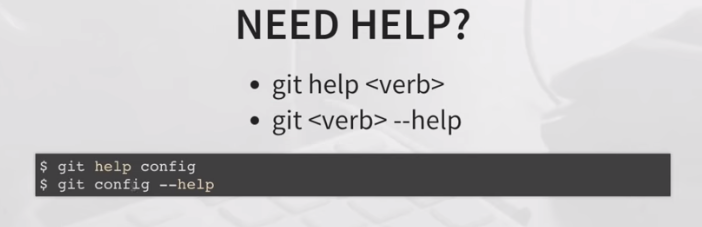 NEED HELP?
• git help <verb>
• git <verb> --help
$ git help config
$ git config --help